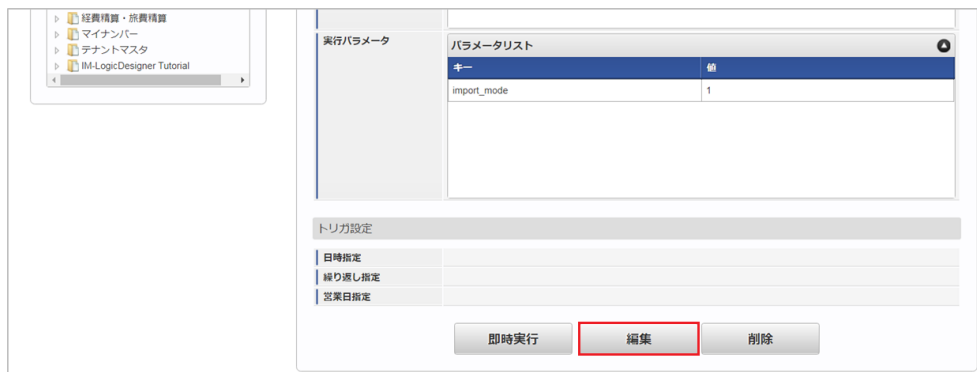 経費精算・旅費精算
マイナンバー
テナントマスタ
IM-LogicDesigner Tutorial
実行パラメータ
パラメータリスト
キー 値
import_mode 1
トリガ設定
日時指定
繰り返し指定
営業日指定
即時実行 編集 削除